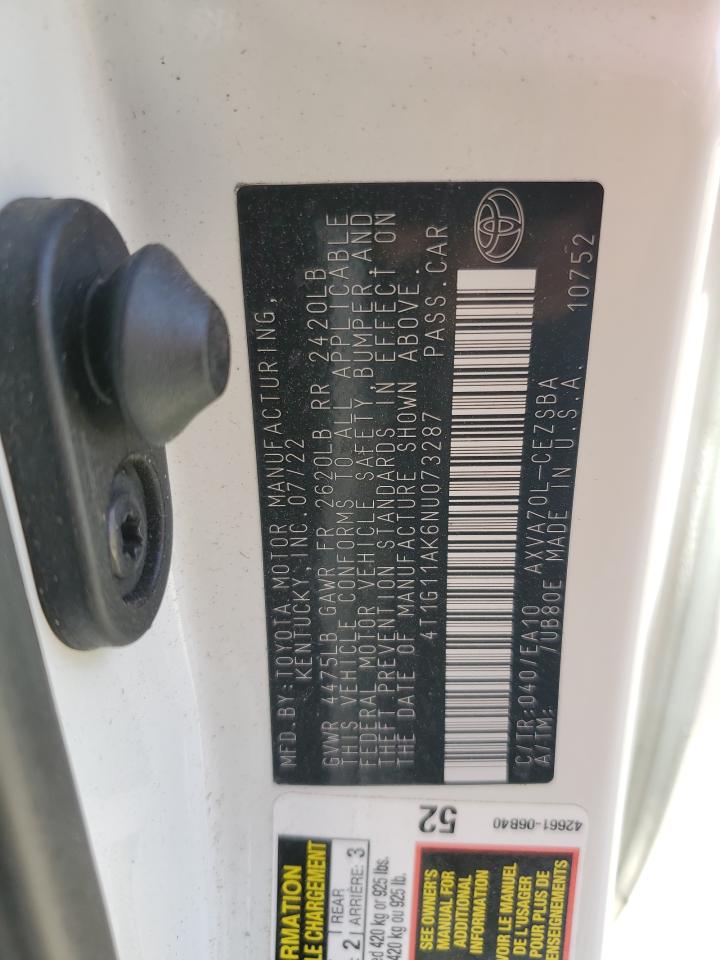 MFD.BY:TOYOTA MOTOR MANUFACTURING,
KENTUCKY, INC.07/22
GVWR 4475LB GAWR FR 2620LB RR 2420LB
THIS VEHICLE CONFORMS TO ALL APPLICABLE
FEDERAL MOTOR VEHICLE SAFETY,BUMPER,AND
THEFT PREVENTION STANDARDS IN EFFECT ON
THE DATE OF MANUFACTURE SHOWN ABOVE.
4T1G11AK6NU073287 PASS.CAR
C/TR:040/EA10 AXVA70L-CEZSBA
A/TM: /UB80E MADE IN U.S.A. 10752
52
42661-06B40
SEE OWNER'S
MANUAL FOR
ADDITIONAL
INFORMATION
VOIR LE MANUEL
DE L'USAGER
POUR PLUS DE
RENSEIGNEMENTS
LE CHARGEMENT
2 REAR
2 ARRIÈRE: 3
420 kg or 925 lbs.
420 kg ou 925 lb.